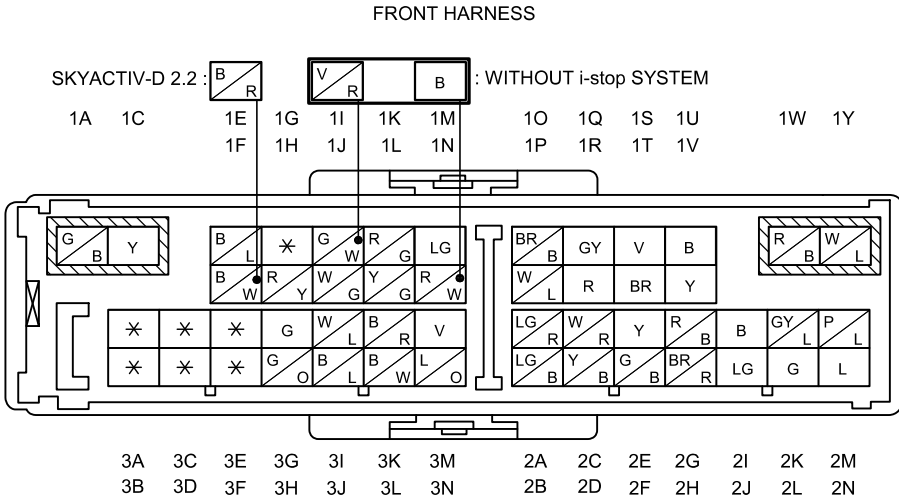 FRONT HARNESS
SKYACTIV-D 2.2 : B R V R B : WITHOUT i-stop SYSTEM
1A 1C 1E 1G 1I 1K 1M 1O 1Q 1S 1U 1W 1Y
1F 1H 1J 1L 1N 1P 1R 1T 1V
G B Y B L * G W R G LG BR B GY V B R B W L
B W R Y W G Y G R W W L R BR Y
* * * G W L B R V LG R W R Y R B B GY L P L
* * * G O B L B W L O LG B Y B G B BR R LG G L
3A 3C 3E 3G 3I 3K 3M 2A 2C 2E 2G 2I 2K 2M
3B 3D 3F 3H 3J 3L 3N 2B 2D 2F 2H 2J 2L 2N